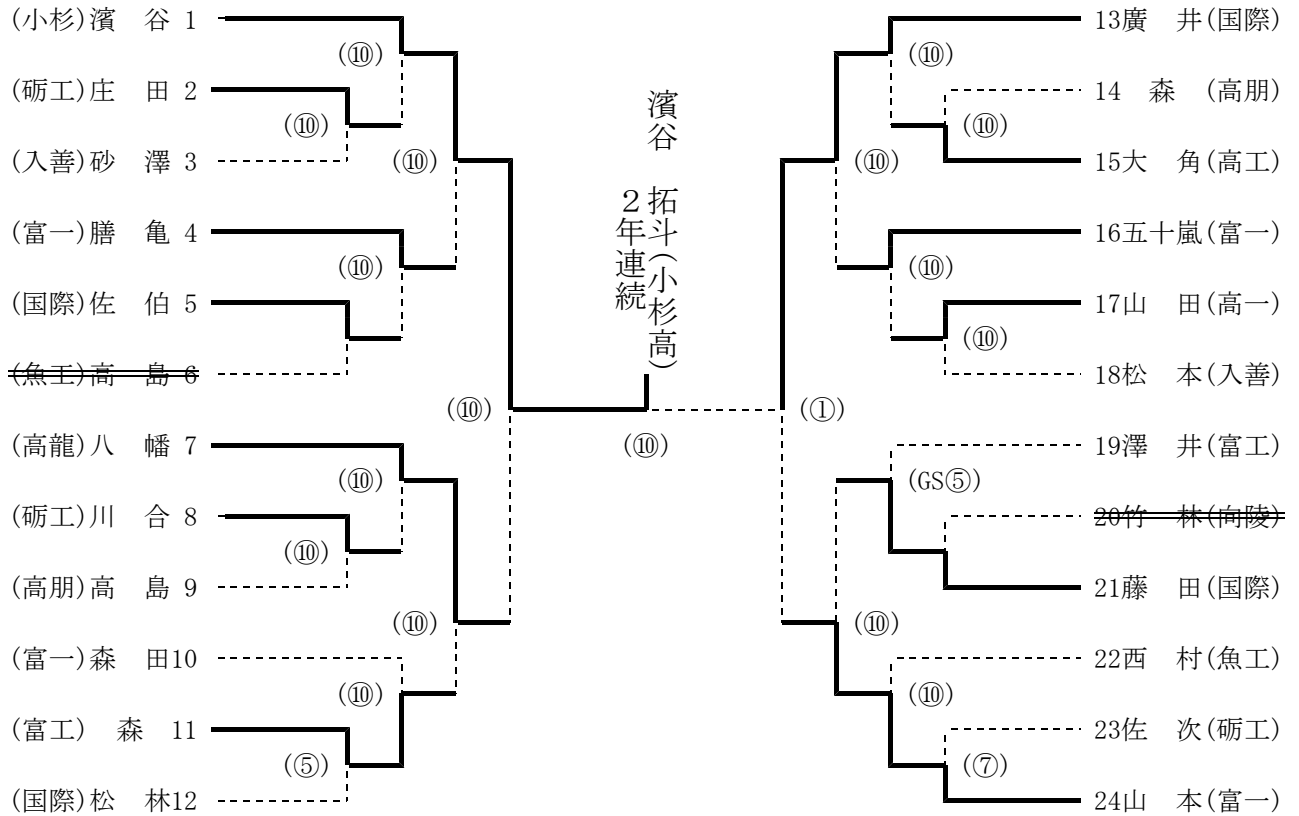 (小杉)濱　谷 1
(⑩)
(砺工)庄　田 2
(⑩)
(入善)砂　澤 3
(⑩)
(富一)膳　亀 4
(⑩)
(国際)佐　伯 5
(魚工)高　島 6
(⑩)
(高龍)八　幡 7
(⑩)
(砺工)川　合 8
(⑩)
(高朋)高　島 9
(⑩)
(富一)森　田10
(⑩)
(富工)　森　11
(⑤)
(国際)松　林12
濱谷　拓斗(小杉高)
２年連続
(⑩)
13廣　井(国際)
(⑩)
14　森　(高朋)
(⑩)
15大　角(高工)
(⑩)
16五十嵐(富一)
(⑩)
17山　田(高一)
(⑩)
18松　本(入善)
(①)
19澤　井(富工)
(GS⑤)
20竹　林(向陵)
21藤　田(国際)
(⑩)
22西　村(魚工)
(⑩)
23佐　次(砺工)
(⑦)
24山　本(富一)